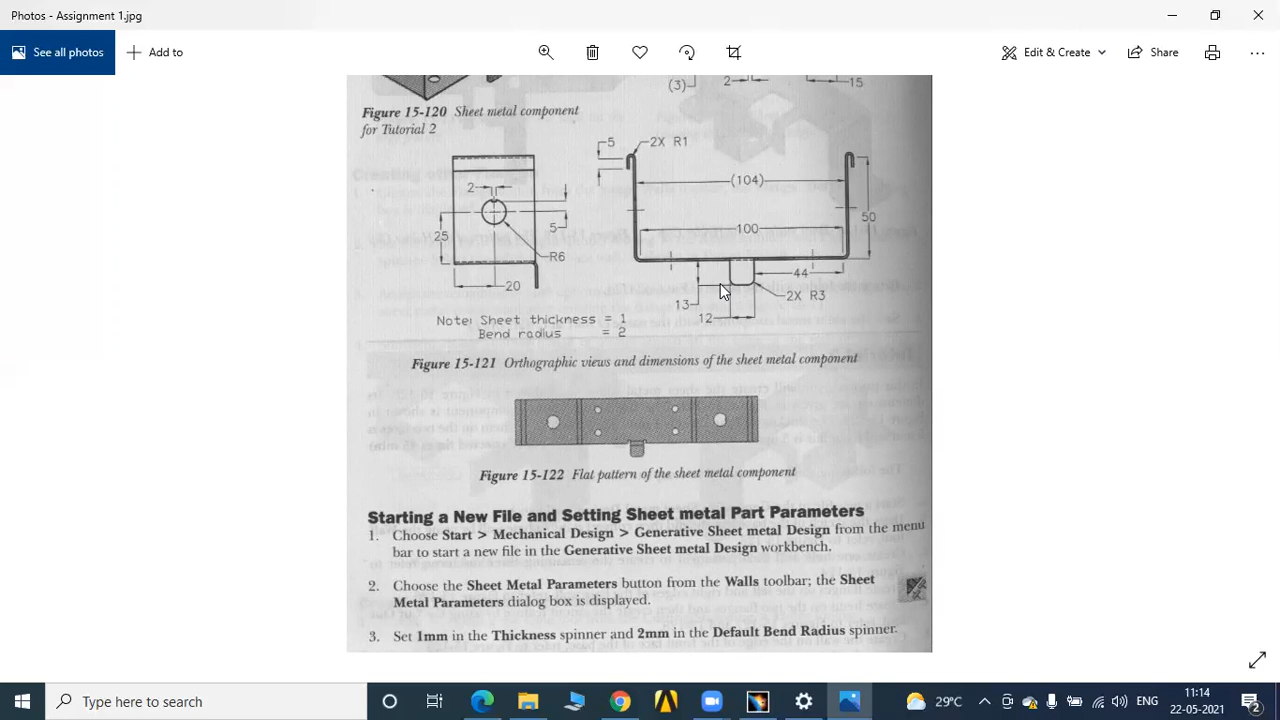 Photos - Assignment 1.jpg
See all photos
Add to
Edit & Create
Share
(3)
2
15
Figure 15-120 Sheet metal component
for Tutorial 2
5
2X R1
2
(104)
50
25
5
100
R6
44
20
13
2X R3
12
Note: Sheet thickness = 1
Bend radius = 2
Figure 15-121 Orthographic views and dimensions of the sheet metal component
Figure 15-122 Flat pattern of the sheet metal component
Starting a New File and Setting Sheet metal Part Parameters
1. Choose Start > Mechanical Design > Generative Sheet metal Design from the menu
bar to start a new file in the Generative Sheet metal Design workbench.
2. Choose the Sheet Metal Parameters button from the Walls toolbar; the Sheet
Metal Parameters dialog box is displayed.
3. Set 1mm in the Thickness spinner and 2mm in the Default Bend Radius spinner.
Type here to search
29°C
ENG
11:14
22-05-2021
2